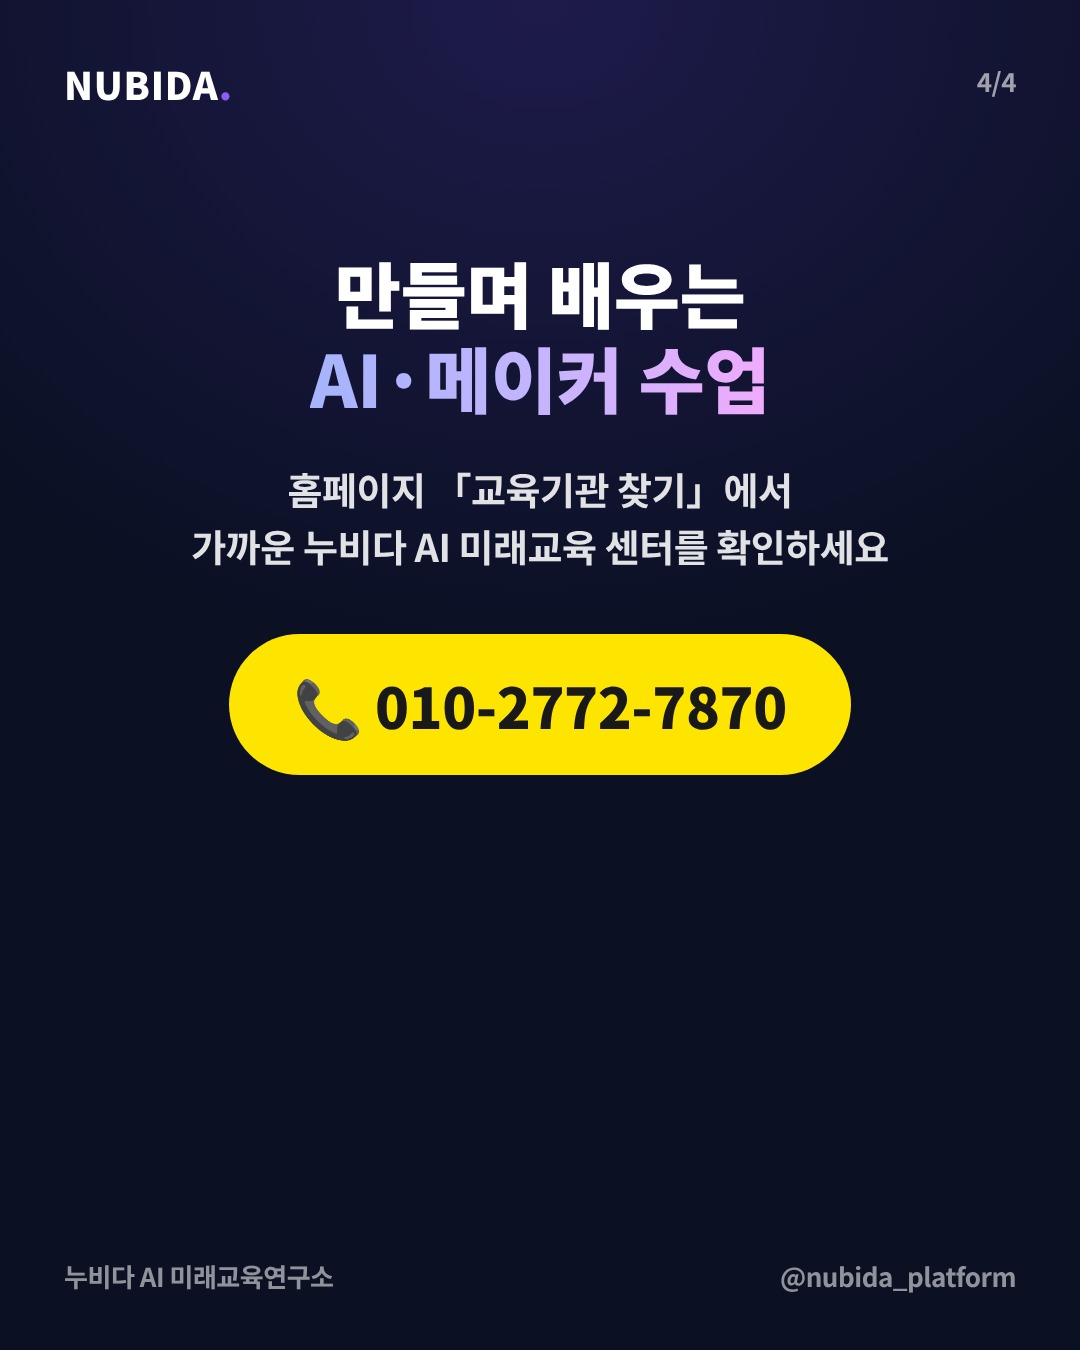 NUBIDA.
4/4
만들며 배우는
AI·메이커 수업
홈페이지 「교육기관 찾기」에서
가까운 누비다 AI 미래교육 센터를 확인하세요
📞 010-2772-7870
누비다 AI 미래교육연구소
@nubida_platform